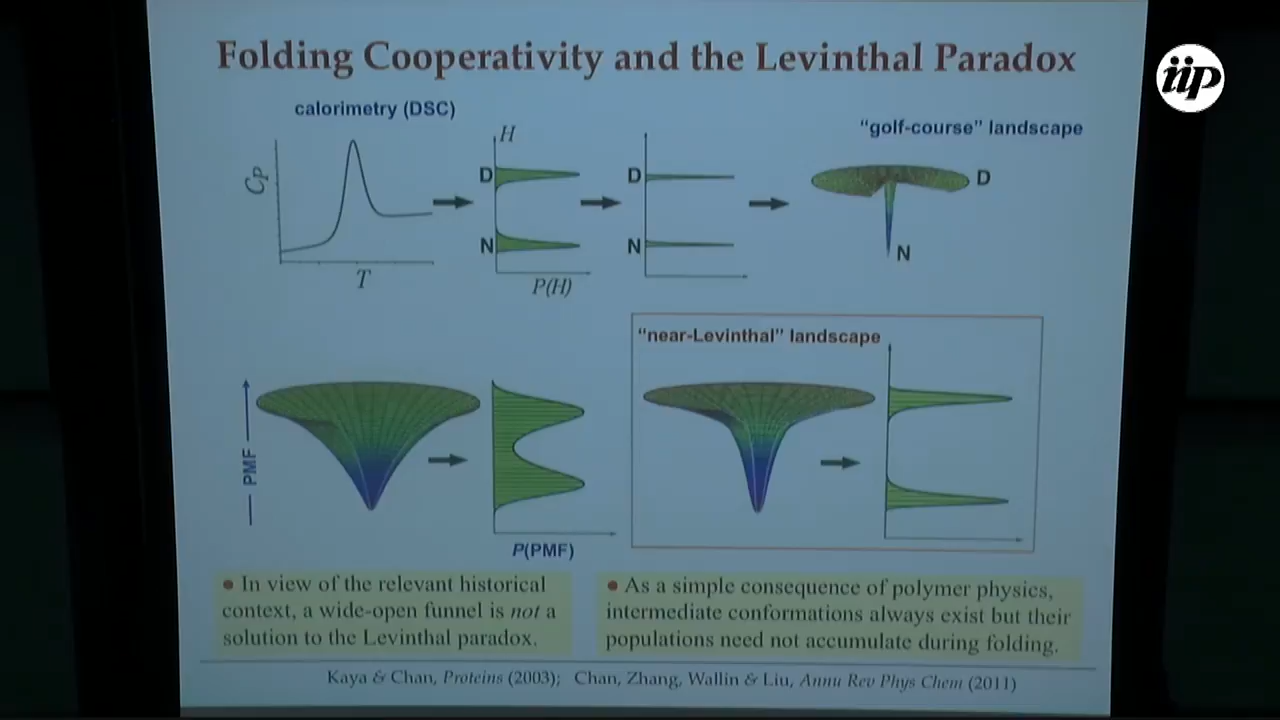 Folding Cooperativity and the Levinthal Paradox
iip
calorimetry (DSC)
"golf-course" landscape
H
D
D
D
CP
N
N
N
T
P(H)
"near-Levinthal" landscape
PMF
P(PMF)
• In view of the relevant historical
context, a wide-open funnel is not a
solution to the Levinthal paradox.
• As a simple consequence of polymer physics,
intermediate conformations always exist but their
populations need not accumulate during folding.
Kaya & Chan, Proteins (2003); Chan, Zhang, Wallin & Liu, Annu Rev Phys Chem (2011)